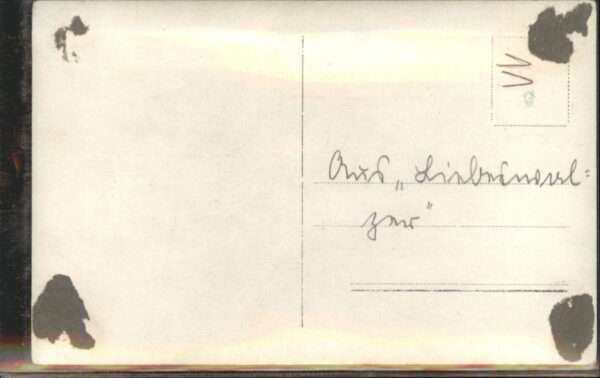 Aus „Liebeswal=
zer"